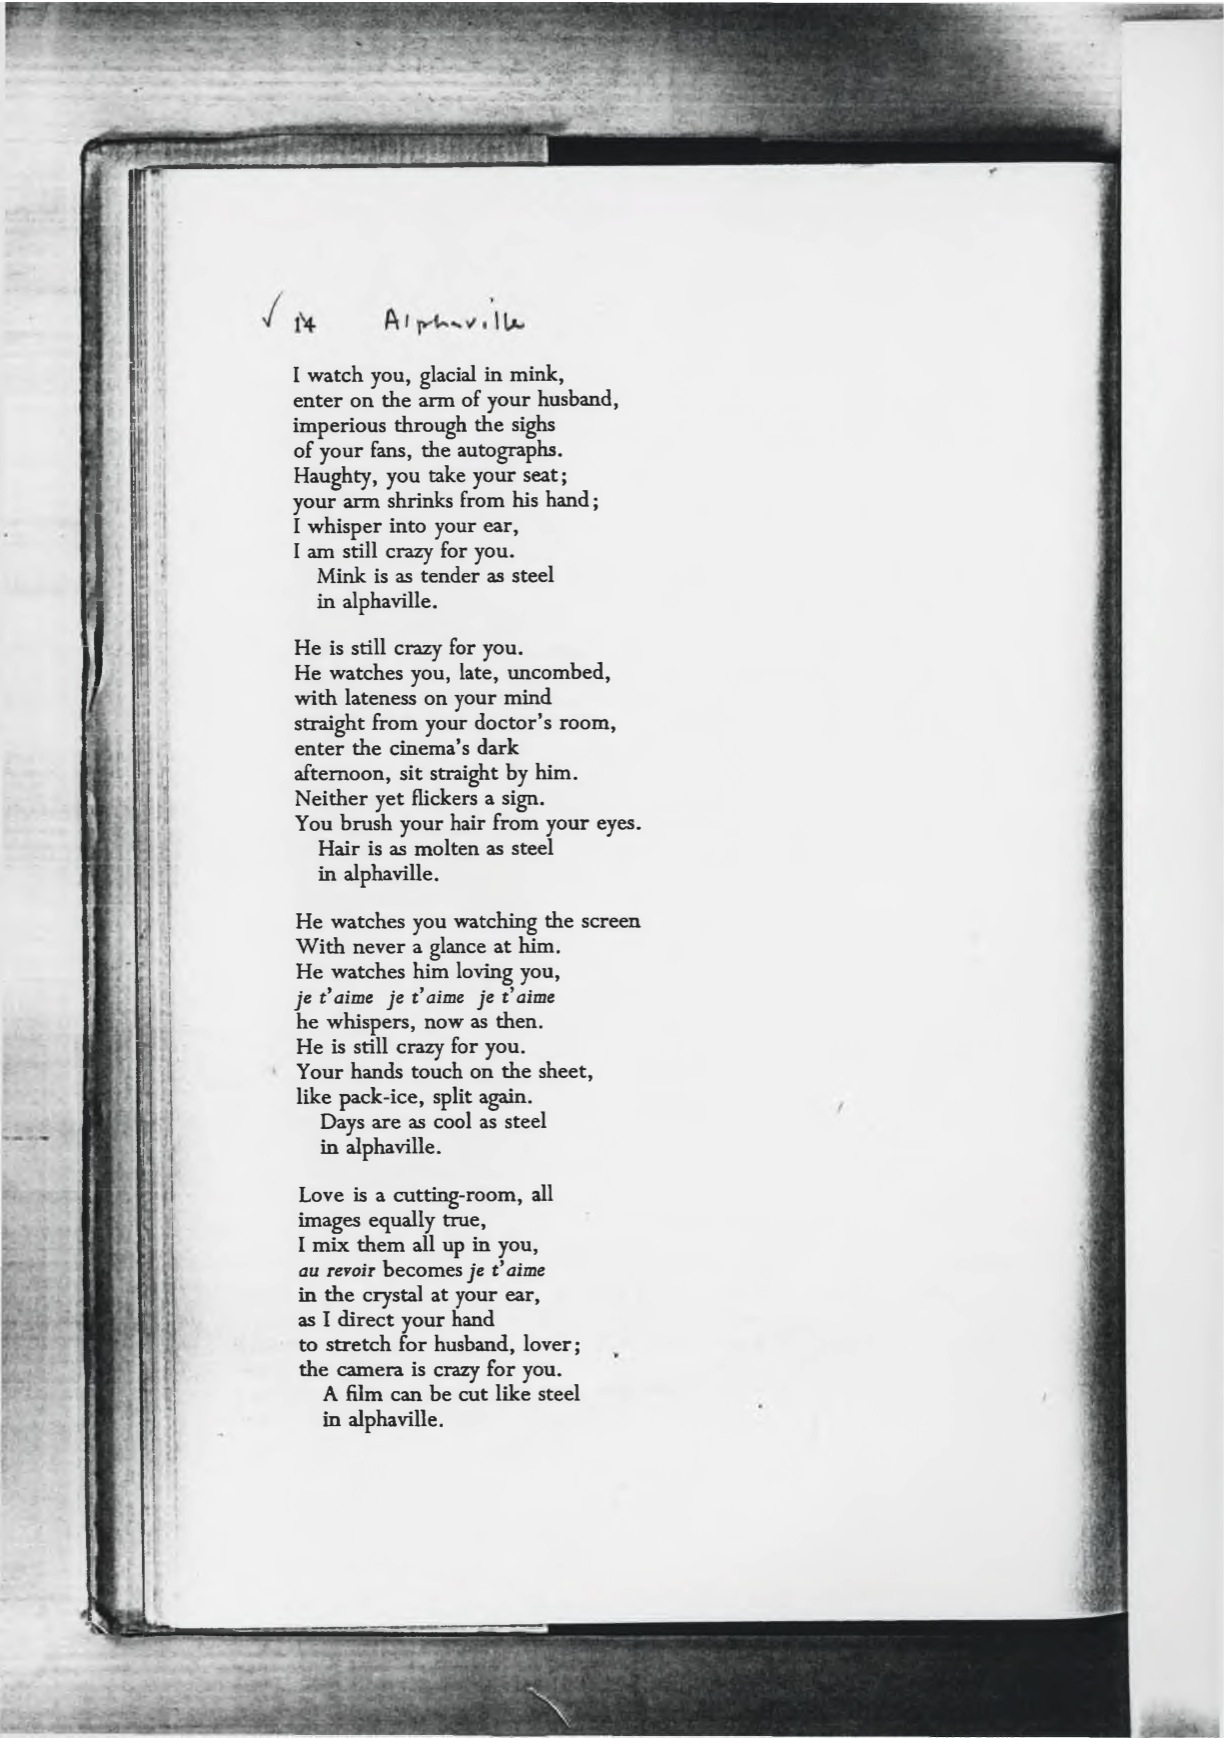 ✓ 14 Alphaville
I watch you, glacial in mink,
enter on the arm of your husband,
imperious through the sighs
of your fans, the autographs.
Haughty, you take your seat;
your arm shrinks from his hand;
I whisper into your ear,
I am still crazy for you.
Mink is as tender as steel
in alphaville.
He is still crazy for you.
He watches you, late, uncombed,
with lateness on your mind
straight from your doctor's room,
enter the cinema's dark
afternoon, sit straight by him.
Neither yet flickers a sign.
You brush your hair from your eyes.
Hair is as molten as steel
in alphaville.
He watches you watching the screen
With never a glance at him.
He watches him loving you,
je t'aime je t'aime je t'aime
he whispers, now as then.
He is still crazy for you.
Your hands touch on the sheet,
like pack-ice, split again.
Days are as cool as steel
in alphaville.
Love is a cutting-room, all
images equally true,
I mix them all up in you,
au revoir becomes je t'aime
in the crystal at your ear,
as I direct your hand
to stretch for husband, lover;
the camera is crazy for you.
A film can be cut like steel
in alphaville.